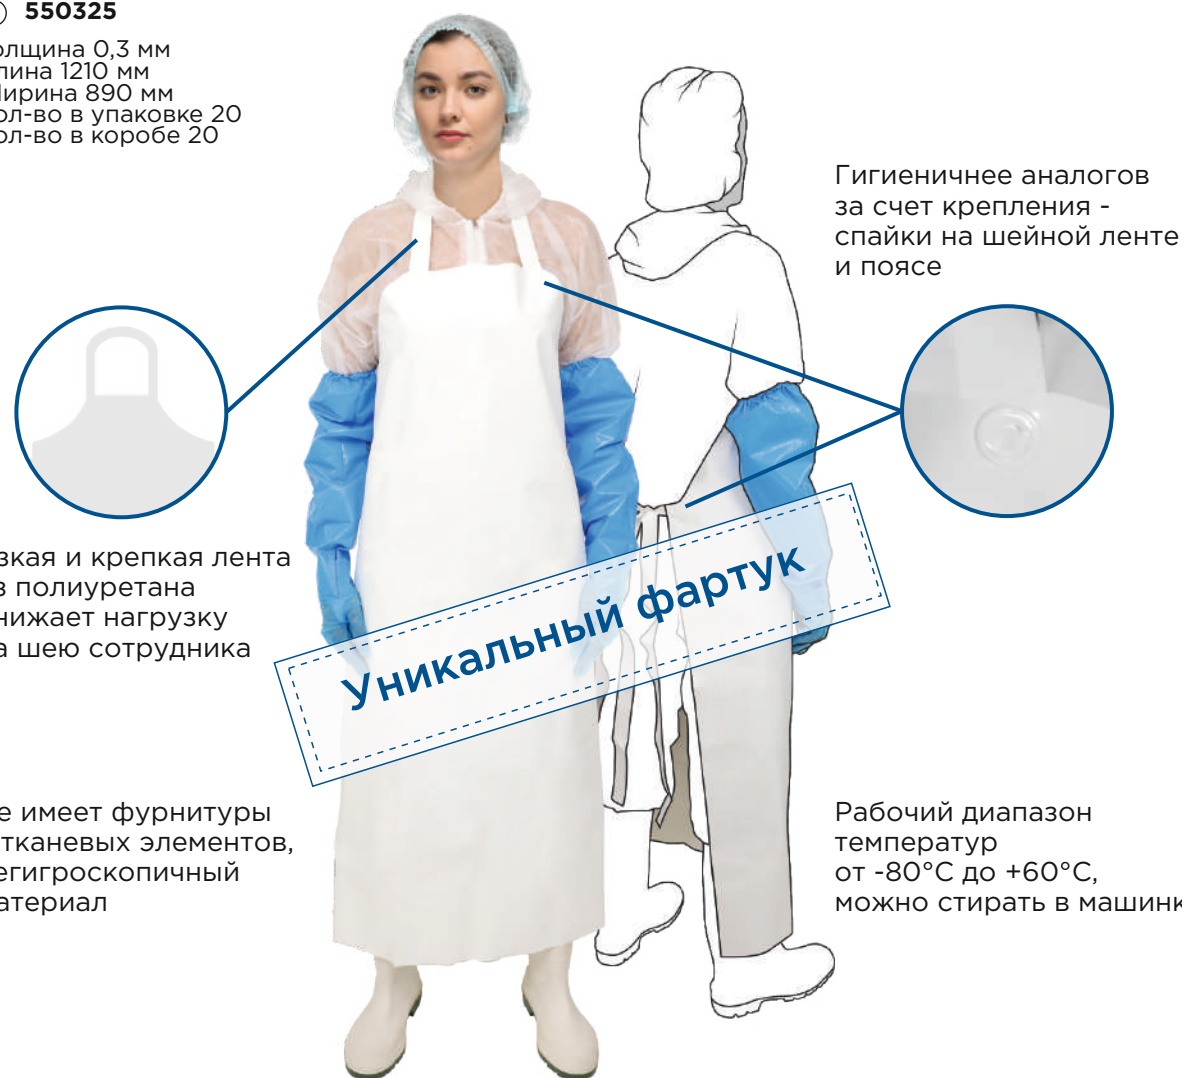 550325
олщина 0,3 мм
лина 1210 мм
ирина 890 мм
ол-во в упаковке 20
ол-во в коробе 20
Гигиеничнее аналогов
за счет крепления -
спайки на шейной ленте
и поясе
зкая и крепкая лента
з полиуретана
нижает нагрузку
а шею сотрудника
Уникальный фартук
е имеет фурнитуры
тканевых элементов,
егигроскопичный
атериал
Рабочий диапазон
температур
от -80°C до +60°C,
можно стирать в машинк